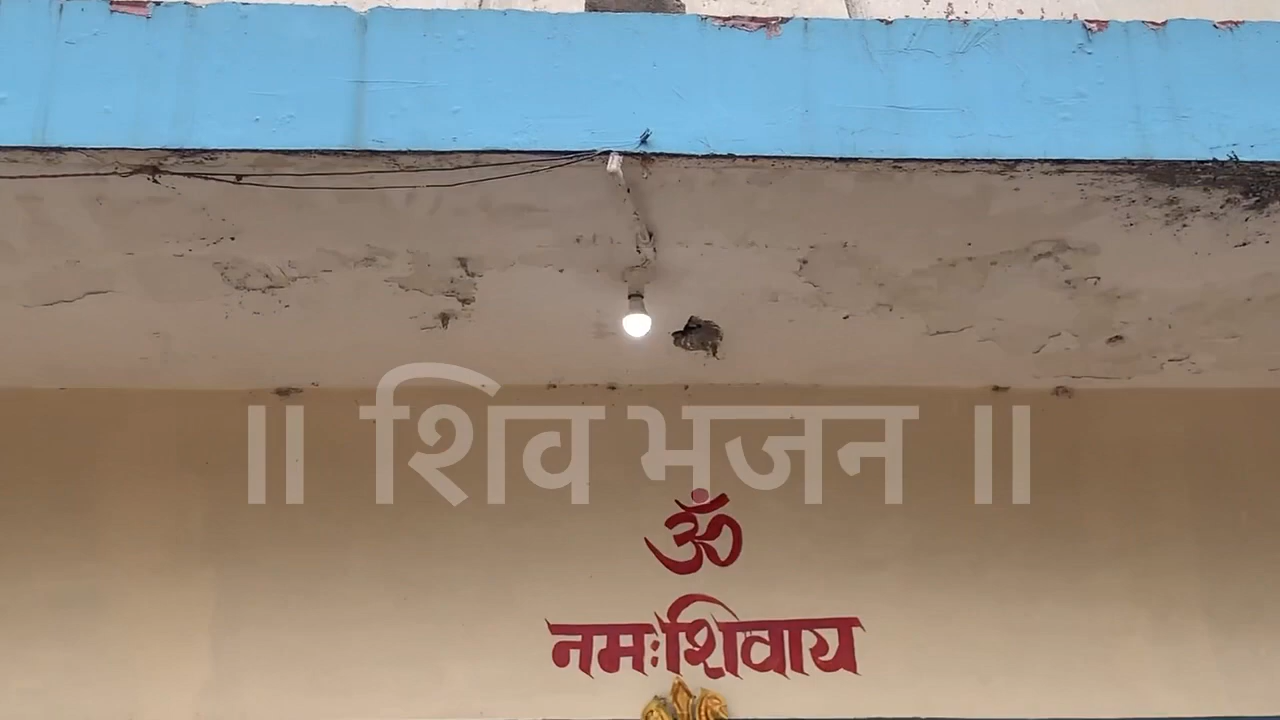 ॥ शिव भजन ॥
ॐ
नमःशिवाय